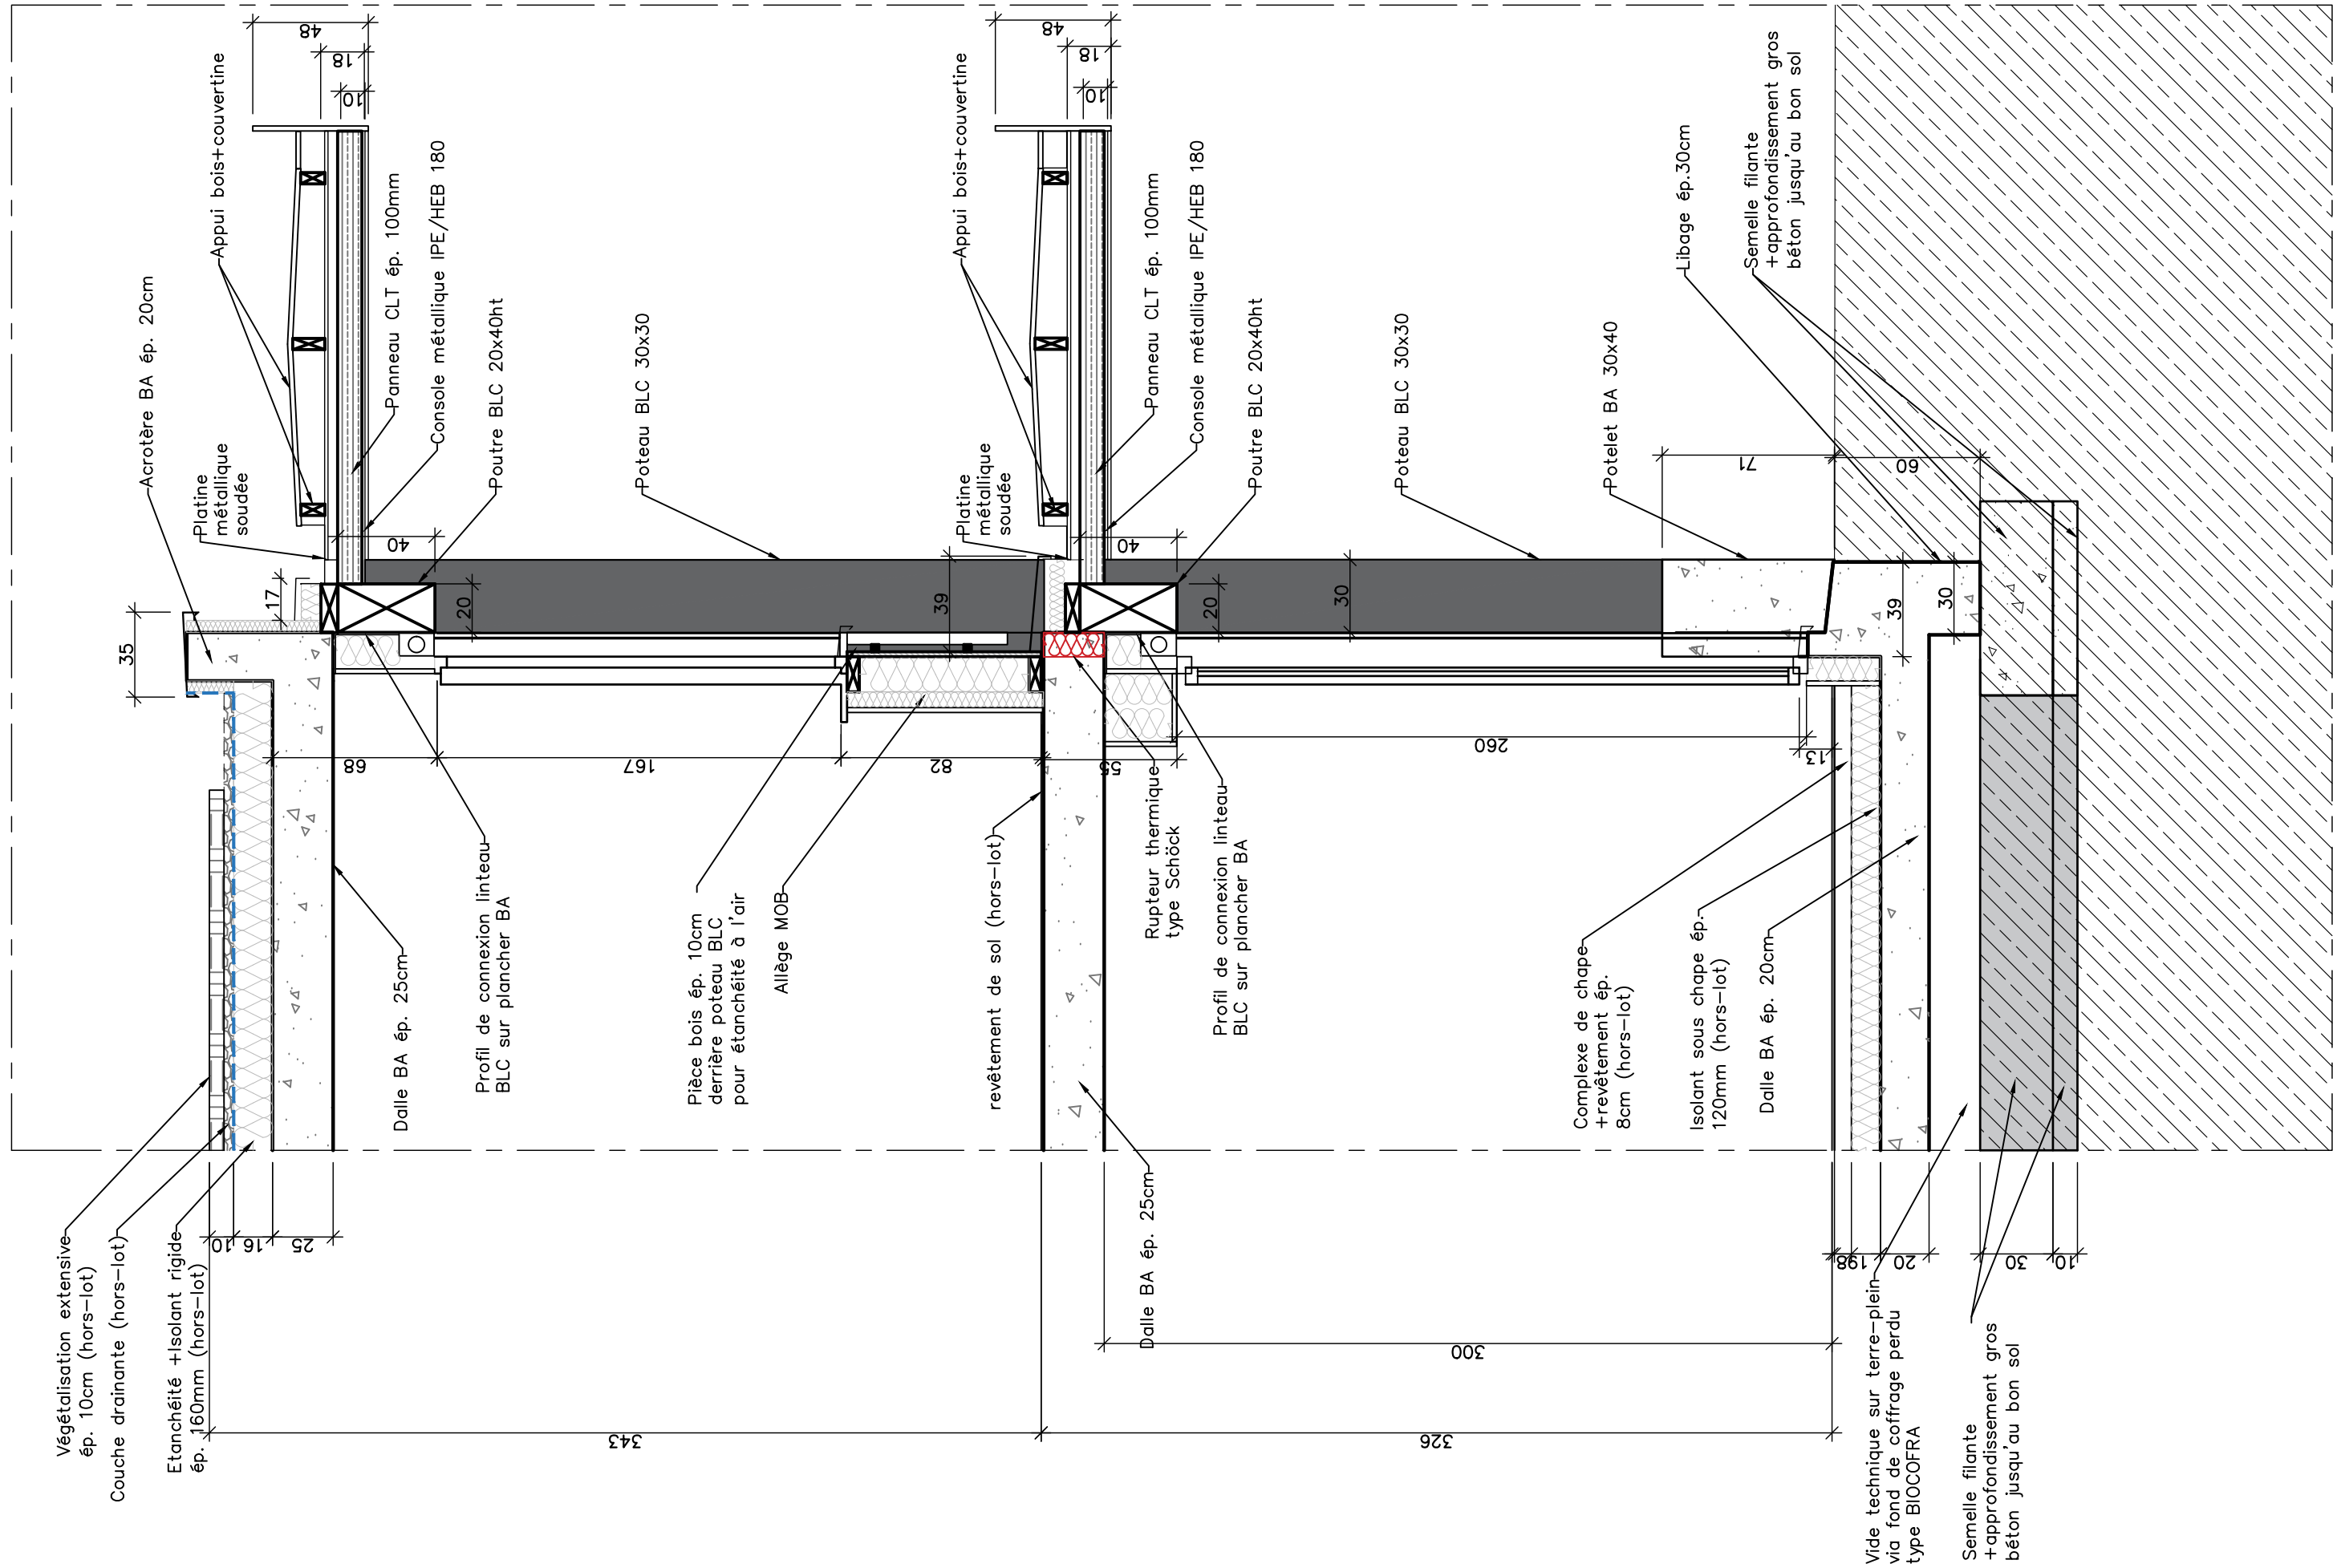 Végétalisation extensive
ép. 10cm (hors-lot)
Couche drainante (hors-lot)
Etanchéité +Isolant rigide
ép. 160mm (hors-lot)
Acrotère BA ép. 20cm
Platine
métallique
soudée
Appui bois+couvertine
Panneau CLT ép. 100mm
Console métallique IPE/HEB 180
Poutre BLC 20x40ht
Poteau BLC 30x30
Dalle BA ép. 25cm
Profil de connexion linteau
BLC sur plancher BA
Pièce bois ép. 10cm
derrière poteau BLC
pour étanchéité à l'air
Allège MOB
revêtement de sol (hors-lot)
Platine
métallique
soudée
Appui bois+couvertine
Panneau CLT ép. 100mm
Console métallique IPE/HEB 180
Poutre BLC 20x40ht
Poteau BLC 30x30
Potelet BA 30x40
Libage ép.30cm
Semelle filante
+approfondissement gros
béton jusqu'au bon sol
Dalle BA ép. 25cm
Rupteur thermique
type Schöck
Profil de connexion linteau
BLC sur plancher BA
Complexe de chape
+revêtement ép.
8cm (hors-lot)
Isolant sous chape ép.
120mm (hors-lot)
Dalle BA ép. 20cm
Vide technique sur terre-plein
via fond de coffrage perdu
type BIOCOFRA
Semelle filante
+approfondissement gros
béton jusqu'au bon sol
48
18
10
48
18
10
35
17
40
20
39
40
20
30
71
60
39
30
68
167
82
55
260
13
10
16
25
343
326
300
198
20
30
10